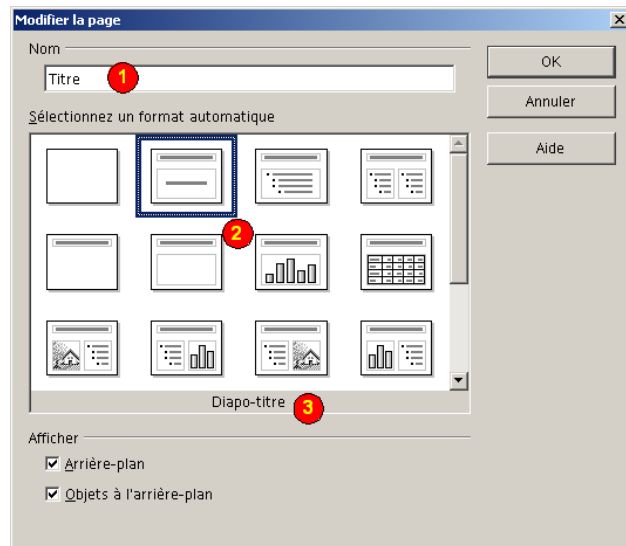 Modifier la page
Nom
OK
Titre
1
Annuler
Sélectionnez un format automatique
Aide
2
Diapo-titre
3
Afficher
Arrière-plan
Objets à l'arrière-plan